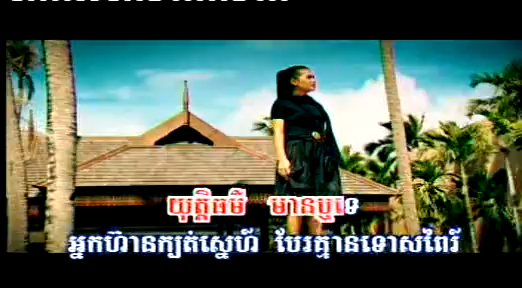 យុត្តិធម៌ មានឬទេ
អ្នកហ៊ានក្បត់ស្នេហ៍ បែរគ្មានទោសពៃរ៍